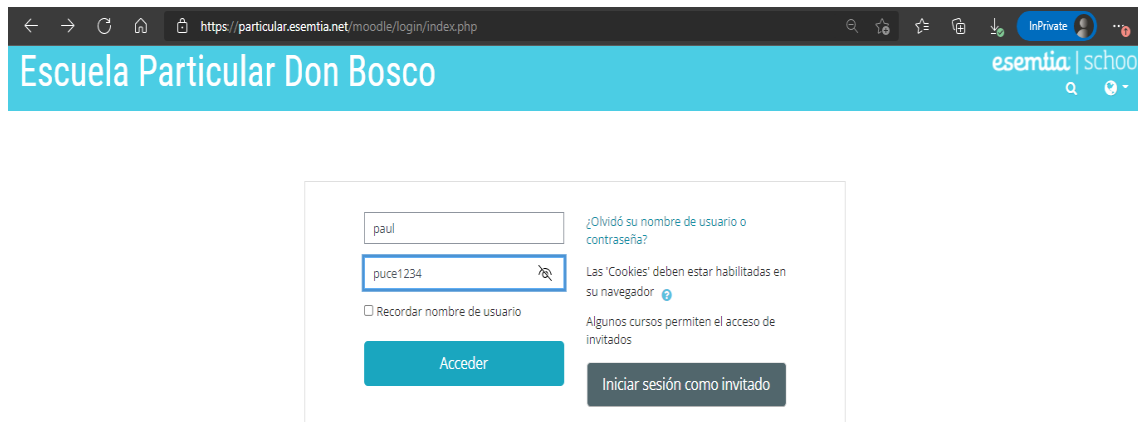 https://particular.esemtia.net/moodle/login/index.php
InPrivate
Escuela Particular Don Bosco
esemtia | schoo
paul
¿Olvidó su nombre de usuario o
contraseña?
puce1234
Las 'Cookies' deben estar habilitadas en
su navegador
Recordar nombre de usuario
Algunos cursos permiten el acceso de
invitados
Acceder
Iniciar sesión como invitado